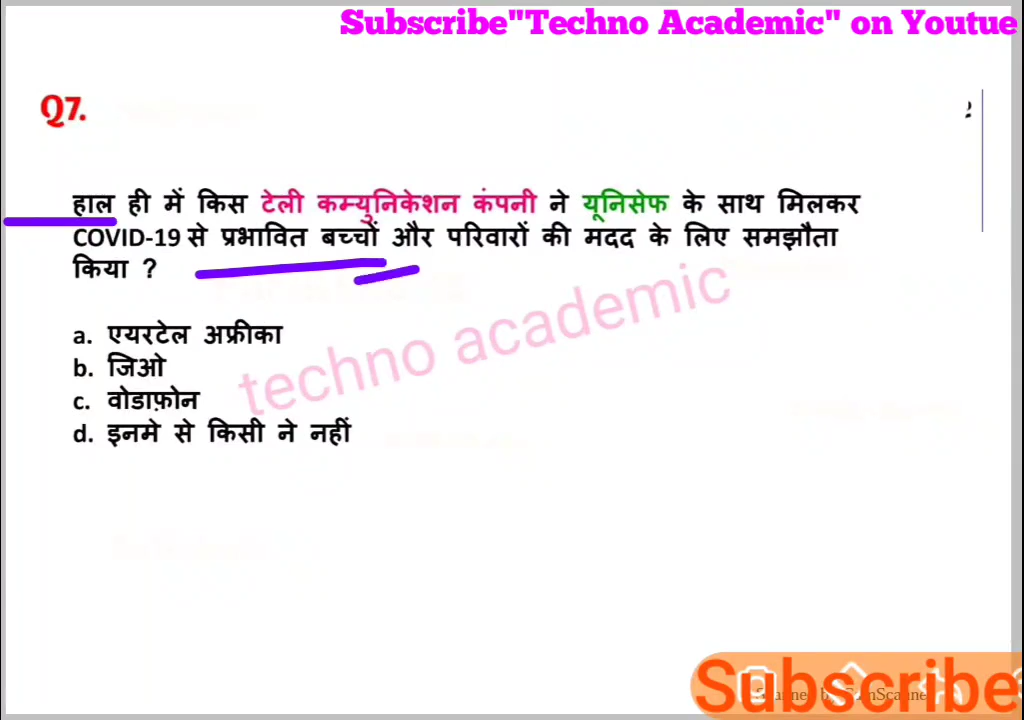 Subscribe"Techno Academic" on Youtue
Q7.
हाल ही में किस टेली कम्युनिकेशन कंपनी ने यूनिसेफ के साथ मिलकर
COVID-19 से प्रभावित बच्चों और परिवारों की मदद के लिए समझौता
किया ?
techno academic
a. एयरटेल अफ्रीका
b. जिओ
c. वोडाफ़ोन
d. इनमे से किसी ने नहीं
Subscribe